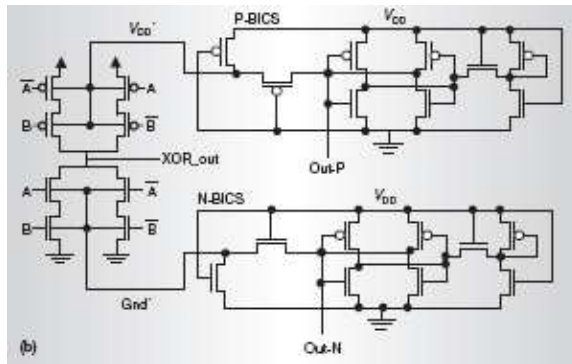 P-BICS
V_DD'
V_DD
A̅
A
B
B̅
XOR_out
Out-P
A
A̅
N-BICS
V_DD
B
B̅
Gnd'
Out-N
(b)